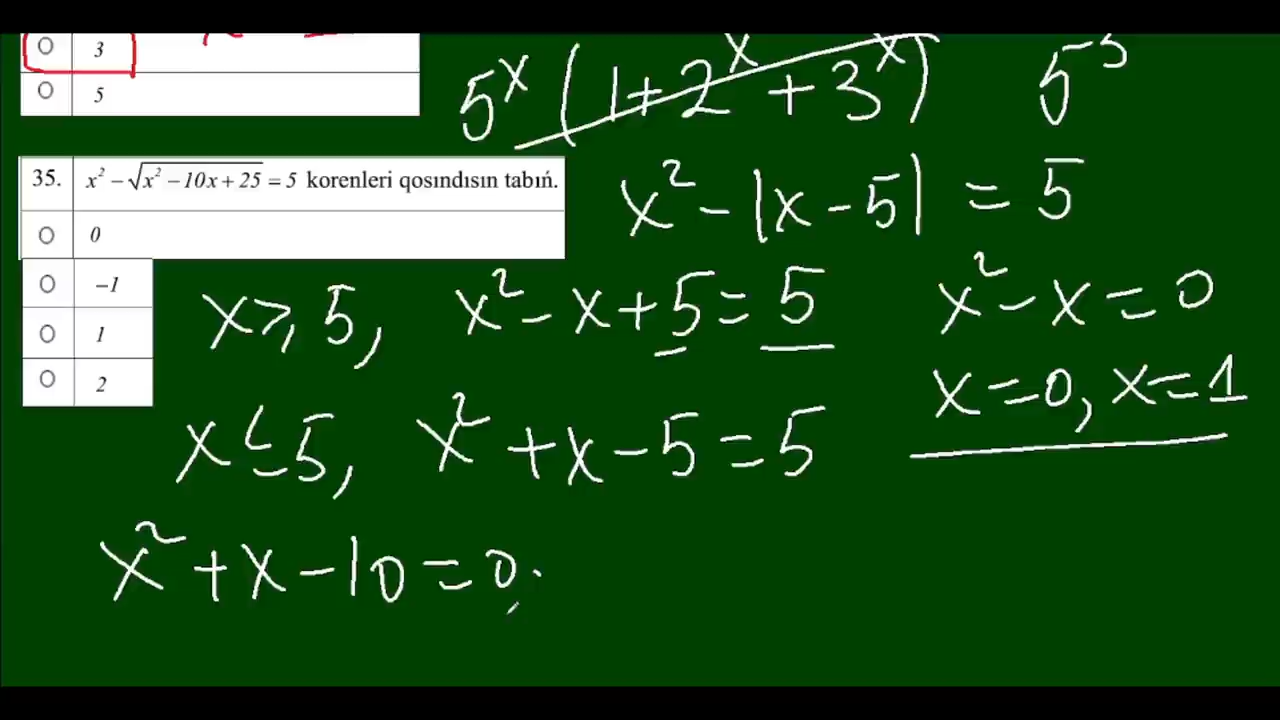 3
5
5^x (1 + 2^x + 3^x) 5^-3
35. x² − √(x² − 10x + 25) = 5 korenleri qosındısın tabıń.
0
−1
1
2
x² − |x − 5| = 5
x ≥ 5, x² − x + 5 = 5 x² − x = 0
x = 0, x = 1
x ≤ 5, x² + x − 5 = 5
x² + x − 10 = 0.